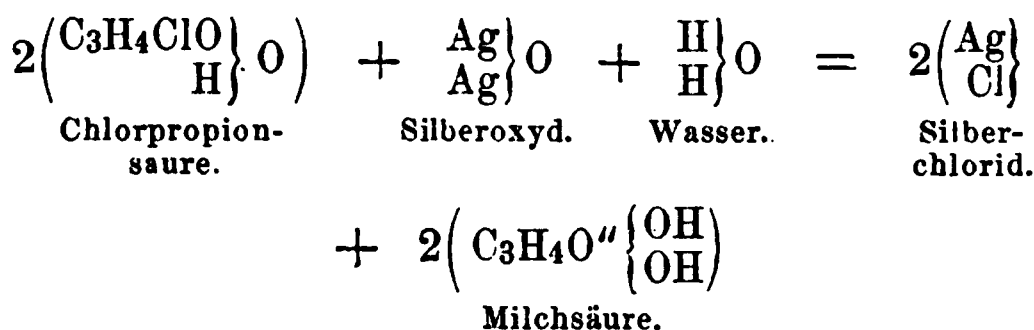 2(C₃H₄ClO H} O) + Ag Ag}O + H H}O = 2(Ag Cl}
Chlorpropion- Silberoxyd. Wasser. Silber-
saure. chlorid.
+ 2(C₃H₄O″{OH OH)
Milchsäure.